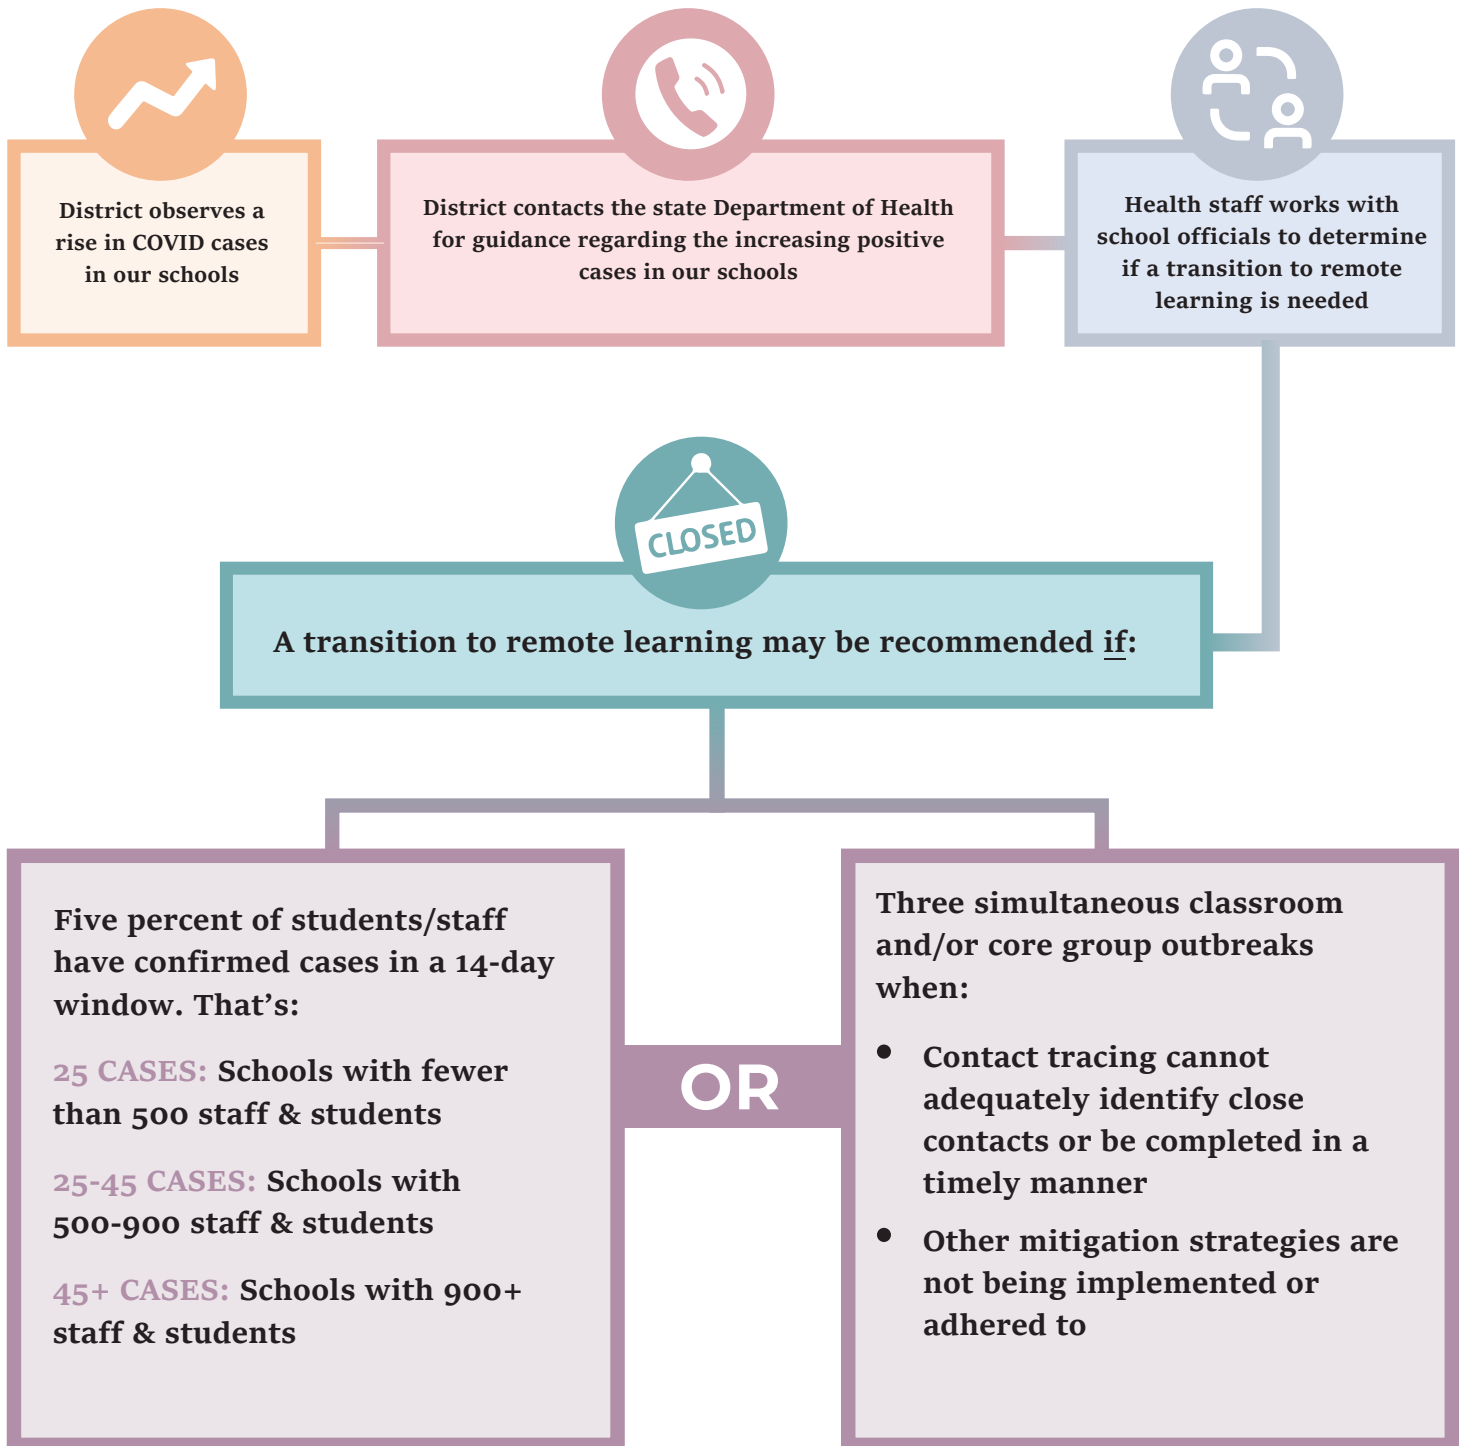 District observes a
rise in COVID cases
in our schools
District contacts the state Department of Health
for guidance regarding the increasing positive
cases in our schools
Health staff works with
school officials to determine
if a transition to remote
learning is needed
CLOSED
A transition to remote learning may be recommended if:
Five percent of students/staff
have confirmed cases in a 14-day
window. That’s:
25 CASES: Schools with fewer
than 500 staff & students
25-45 CASES: Schools with
500-900 staff & students
45+ CASES: Schools with 900+
staff & students
OR
Three simultaneous classroom
and/or core group outbreaks
when:
• Contact tracing cannot
adequately identify close
contacts or be completed in a
timely manner
• Other mitigation strategies are
not being implemented or
adhered to